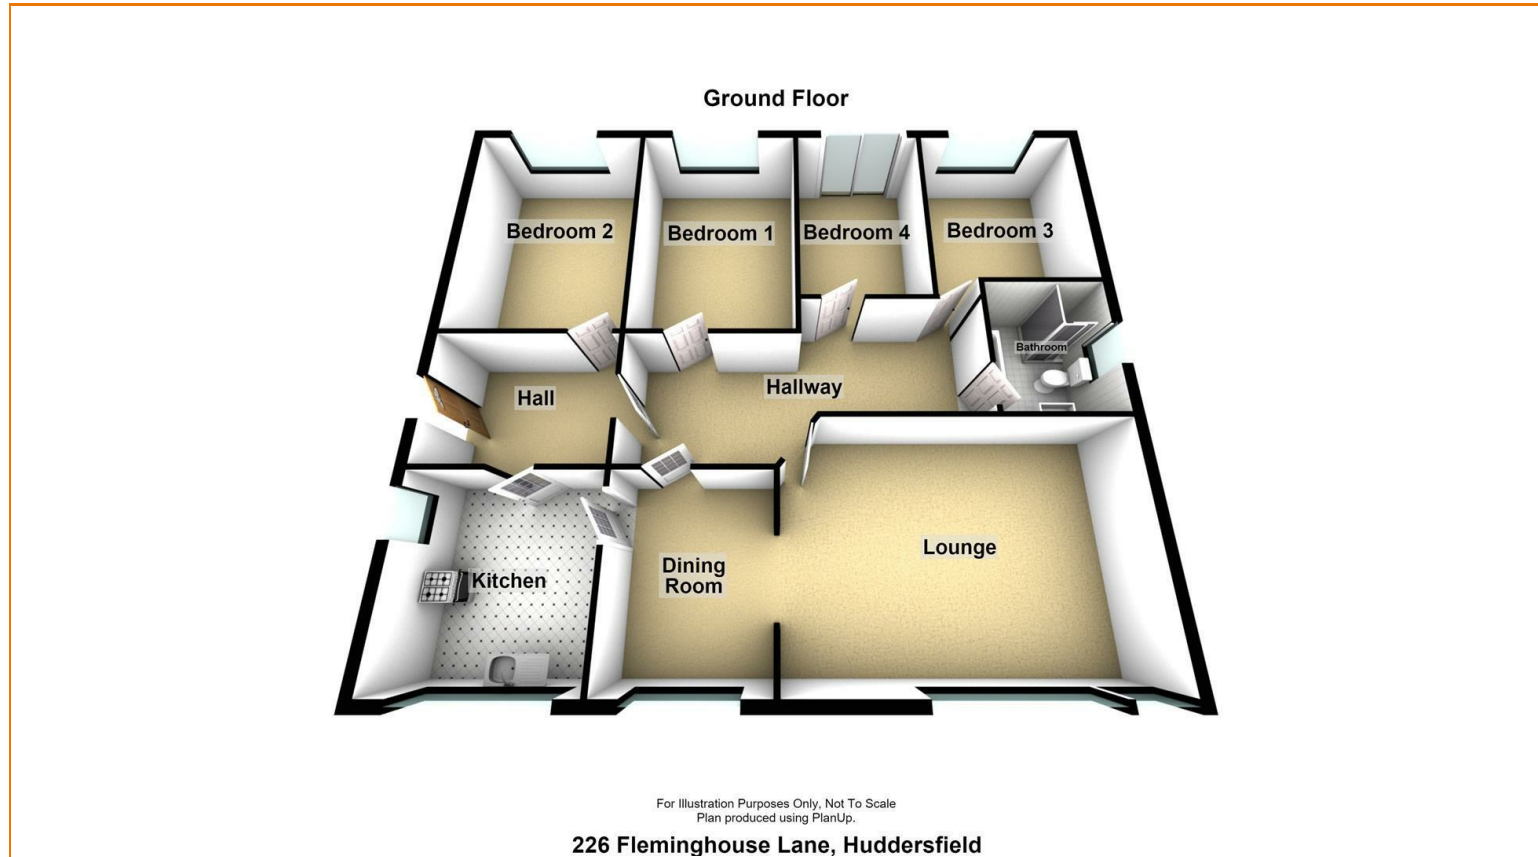 Ground Floor
Bedroom 2
Bedroom 1
Bedroom 4
Bedroom 3
Bathroom
Hall
Hallway
Kitchen
Dining
Room
Lounge
For Illustration Purposes Only, Not To Scale
Plan produced using PlanUp.
226 Fleminghouse Lane, Huddersfield